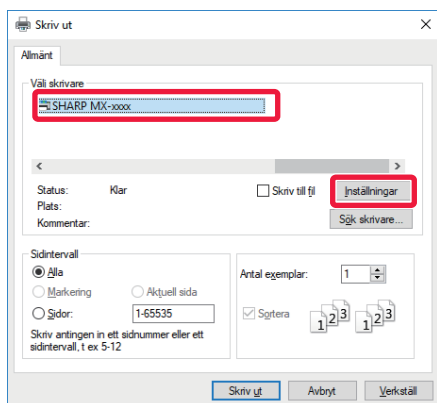 Skriv ut
Allmänt
Välj skrivare
SHARP MX-xxxx
Status: Klar
Skriv till fil
Inställningar
Plats:
Kommentar:
Sök skrivare...
Sidintervall
Alla
Markering
Aktuell sida
Sidor: 1-65535
Skriv antingen in ett sidnummer eller ett
sidintervall, t ex 5-12
Antal exemplar: 1
Sortera
1 2 3 1 2 3
Skriv ut
Avbryt
Verkställ